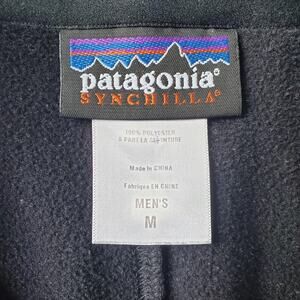 patagonia®
SYNCHILLA®
100% POLYESTER
Made in CHINA
Fabriqué EN CHINE
MEN'S
M